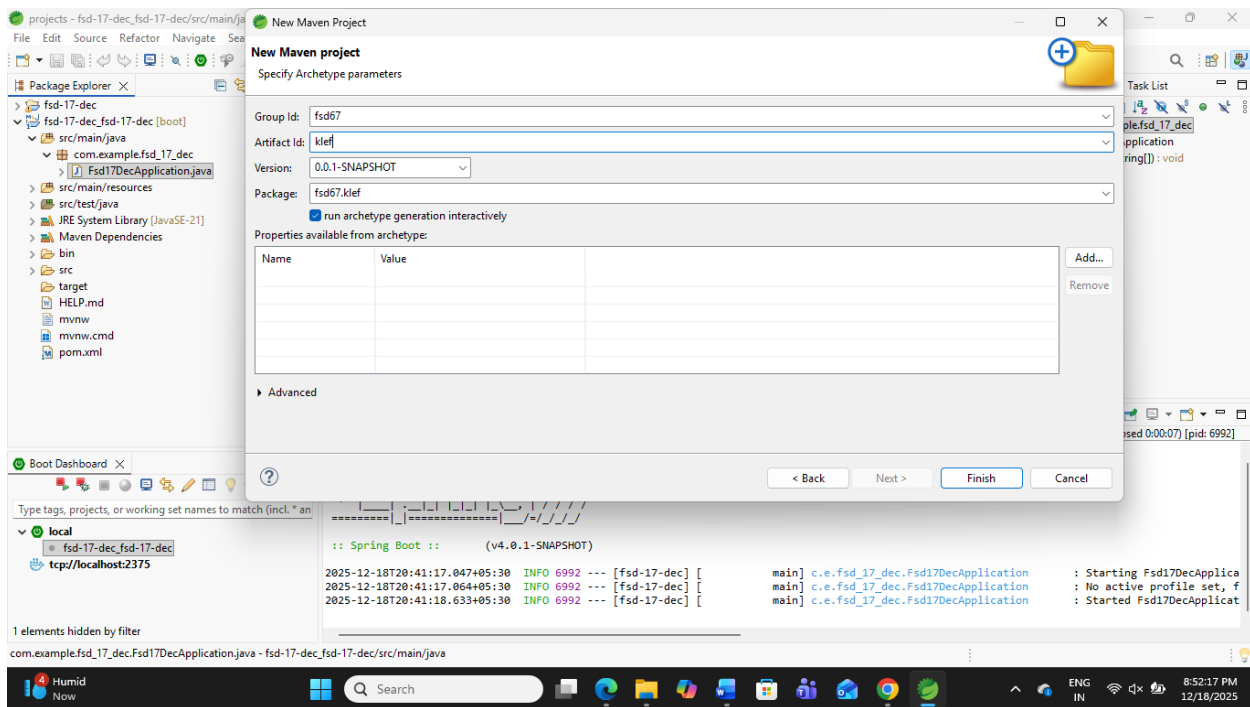 projects - fsd-17-dec_fsd-17-dec/src/main/ja
File Edit Source Refactor Navigate Sea
Package Explorer
fsd-17-dec
fsd-17-dec_fsd-17-dec [boot]
src/main/java
com.example.fsd_17_dec
Fsd17DecApplication.java
src/main/resources
src/test/java
JRE System Library [JavaSE-21]
Maven Dependencies
bin
src
target
HELP.md
mvnw
mvnw.cmd
pom.xml
New Maven Project
New Maven project
Specify Archetype parameters
Group Id: fsd67
Artifact Id: klef
Version: 0.0.1-SNAPSHOT
Package: fsd67.klef
run archetype generation interactively
Properties available from archetype:
Name Value
Add...
Remove
Advanced
< Back Next > Finish Cancel
Task List
ple.fsd_17_dec
pplication
ring[]) : void
osed 0:00:07) [pid: 6992]
Boot Dashboard
Type tags, projects, or working set names to match (incl. * an
local
fsd-17-dec_fsd-17-dec
tcp://localhost:2375
1 elements hidden by filter
=========|_|==============|___/=/_/_/_/
:: Spring Boot :: (v4.0.1-SNAPSHOT)
2025-12-18T20:41:17.047+05:30 INFO 6992 --- [fsd-17-dec] [ main] c.e.fsd_17_dec.Fsd17DecApplication : Starting Fsd17DecApplica
2025-12-18T20:41:17.064+05:30 INFO 6992 --- [fsd-17-dec] [ main] c.e.fsd_17_dec.Fsd17DecApplication : No active profile set, f
2025-12-18T20:41:18.633+05:30 INFO 6992 --- [fsd-17-dec] [ main] c.e.fsd_17_dec.Fsd17DecApplication : Started Fsd17DecApplicat
com.example.fsd_17_dec.Fsd17DecApplication.java - fsd-17-dec_fsd-17-dec/src/main/java
4
Humid
Now
Search
ENG
IN
8:52:17 PM
12/18/2025